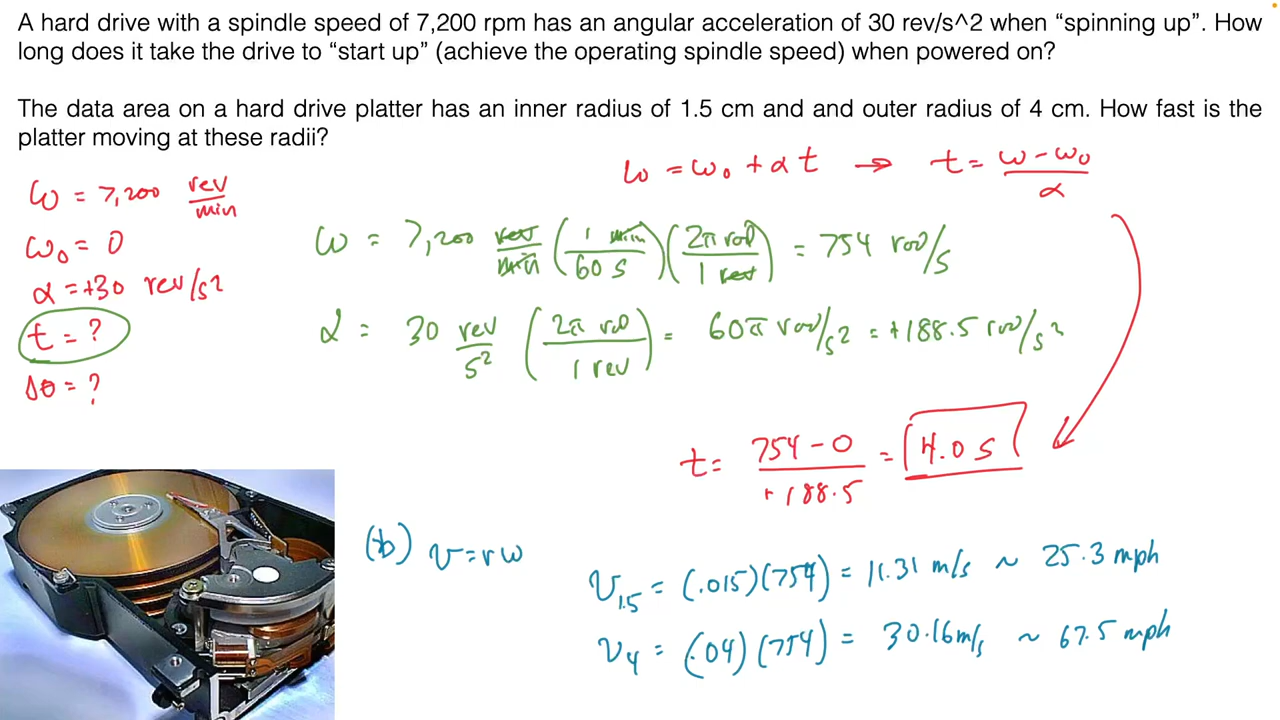 A hard drive with a spindle speed of 7,200 rpm has an angular acceleration of 30 rev/s^2 when “spinning up”. How
long does it take the drive to “start up” (achieve the operating spindle speed) when powered on?
The data area on a hard drive platter has an inner radius of 1.5 cm and and outer radius of 4 cm. How fast is the
platter moving at these radii?
ω = ω₀ + αt → t = (ω - ω₀)/α
ω = 7,200 rev/min
ω₀ = 0
α = +30 rev/s²
t = ?
Δθ = ?
ω = 7,200 rev/min (1 min/60 s)(2π rad/1 rev) = 754 rad/s
α = 30 rev/s² (2π rad/1 rev) = 60π rad/s² = +188.5 rad/s²
t = (754 - 0)/+188.5 = 4.0 s
(b) v = rω
v₁.₅ = (.015)(754) = 11.31 m/s ~ 25.3 mph
v₄ = (.04)(754) = 30.16 m/s ~ 67.5 mph